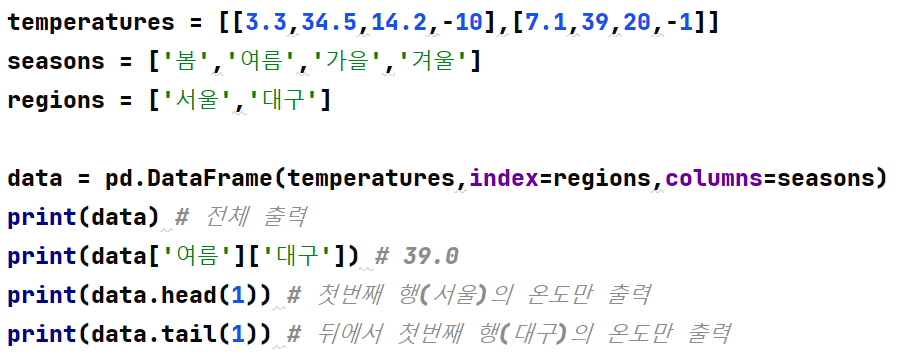 temperatures = [[3.3,34.5,14.2,-10],[7.1,39,20,-1]]
seasons = ['봄','여름','가을','겨울']
regions = ['서울','대구']
data = pd.DataFrame(temperatures,index=regions,columns=seasons)
print(data) # 전체 출력
print(data['여름']['대구']) # 39.0
print(data.head(1)) # 첫번째 행(서울)의 온도만 출력
print(data.tail(1)) # 뒤에서 첫번째 행(대구)의 온도만 출력